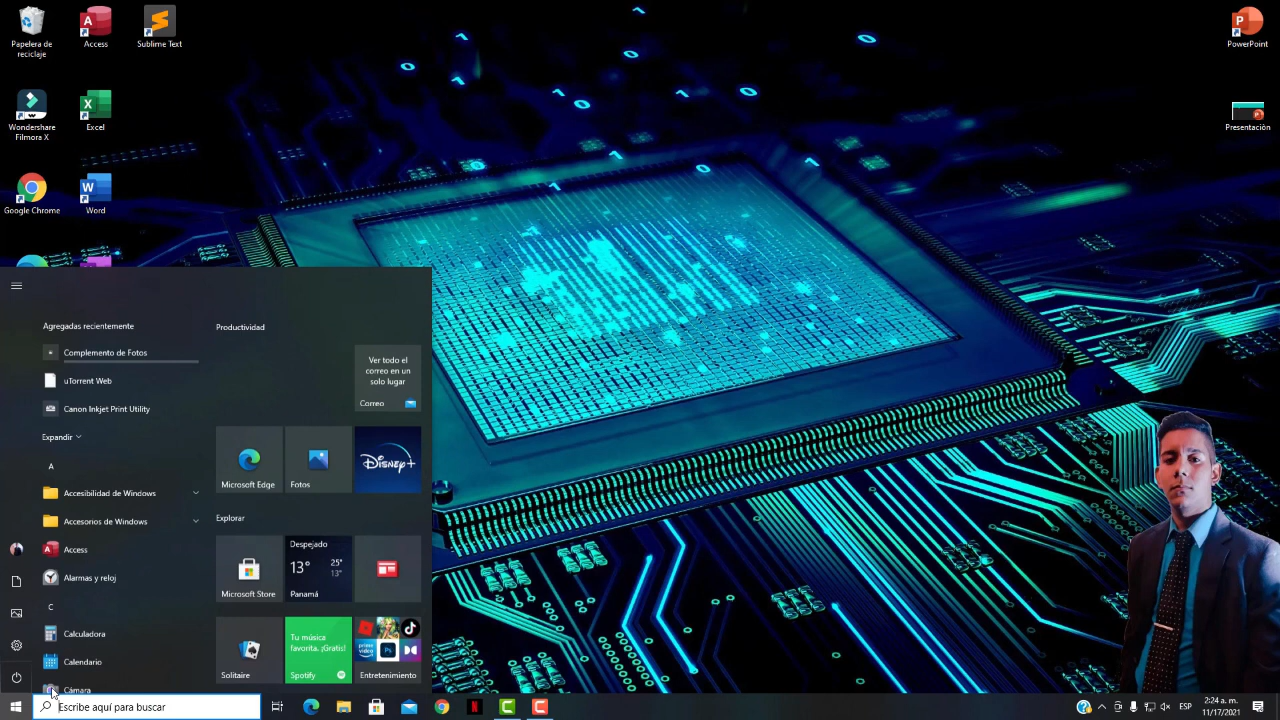 Papelera de
reciclaje
Access
Sublime Text
PowerPoint
Wondershare
Filmora X
Excel
Presentación
Google Chrome
Word
Agregadas recientemente
Complemento de Fotos
uTorrent Web
Canon Inkjet Print Utility
Expandir
A
Accesibilidad de Windows
Accesorios de Windows
Access
Alarmas y reloj
C
Calculadora
Calendario
Cámara
Productividad
Ver todo el
correo en un
solo lugar
Correo
Microsoft Edge
Fotos
Disney+
Explorar
Microsoft Store
Despejado
13°
25°
13°
Panamá
Solitaire
Tu música
favorita. ¡Gratis!
Spotify
prime
video
Ps
Entretenimiento
Escribe aquí para buscar
ESP
2:24 a. m.
11/17/2021